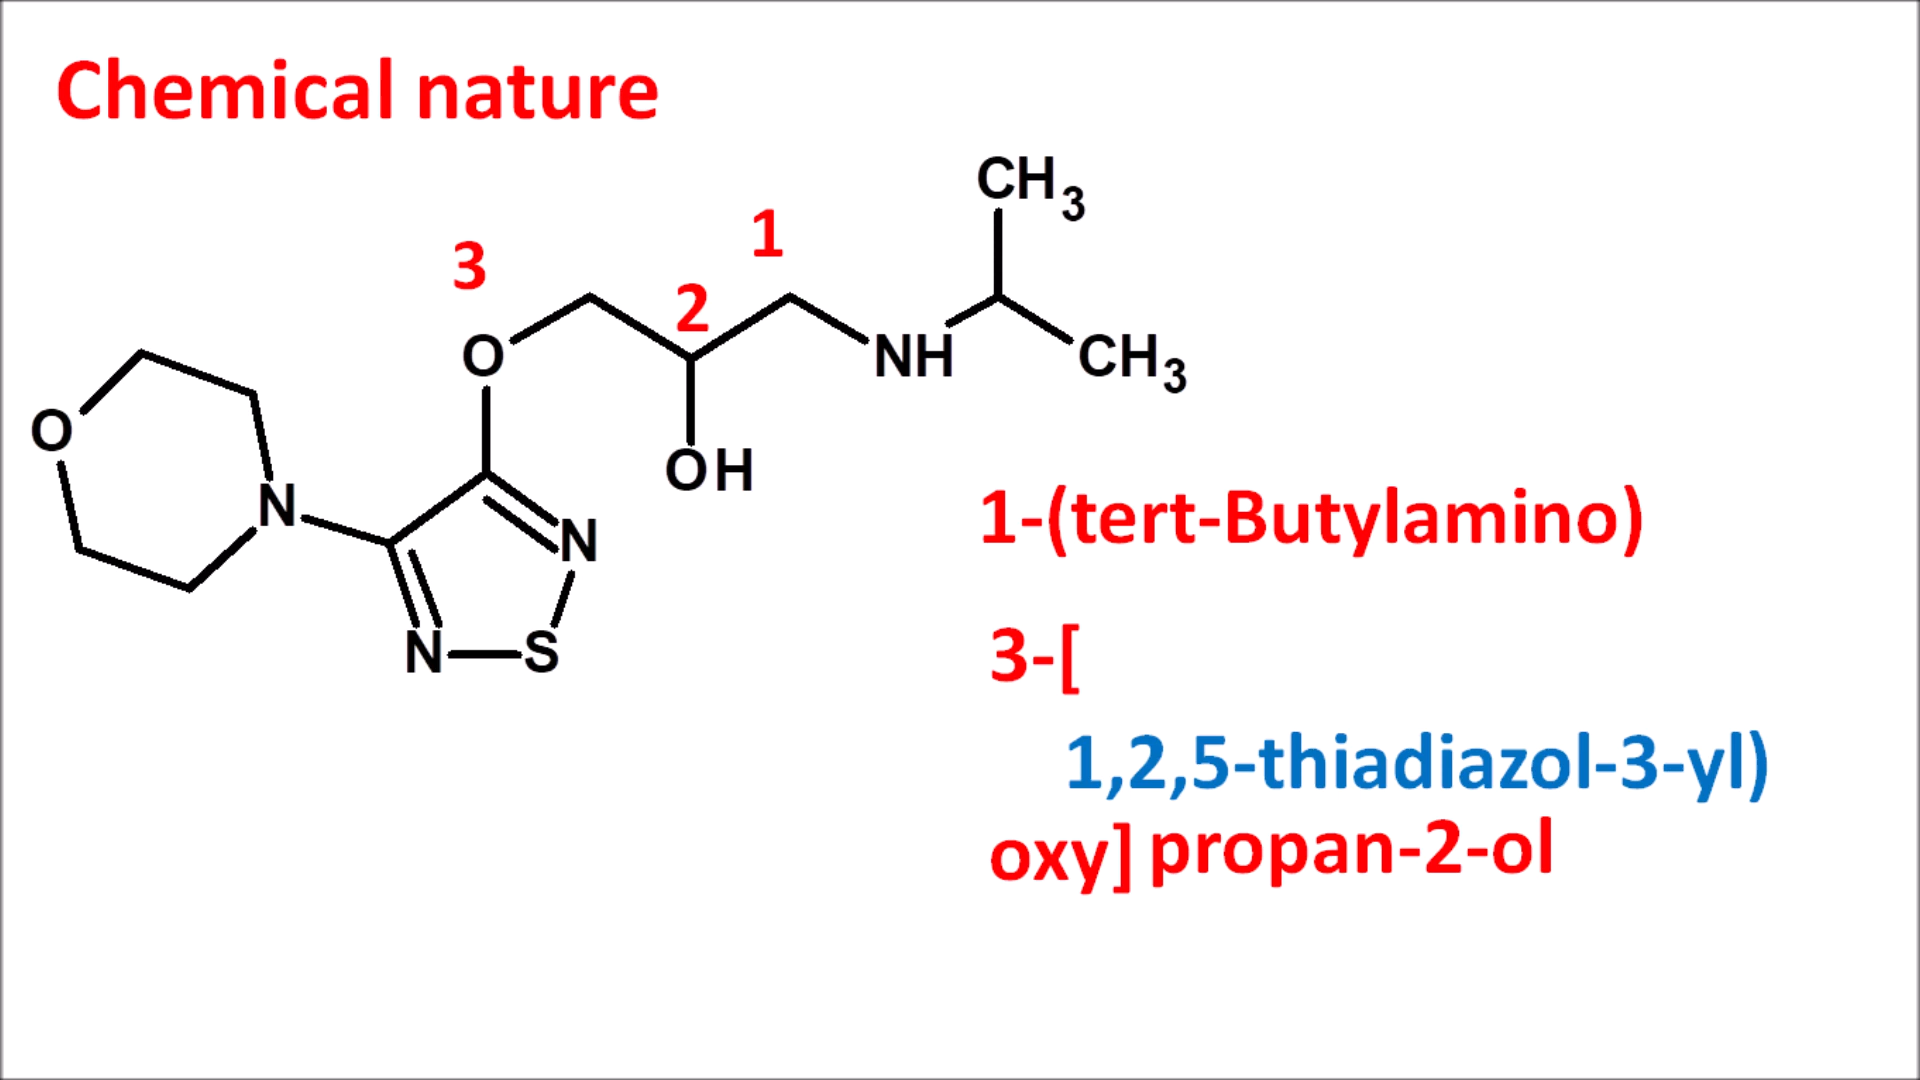 Chemical nature
CH3
1
3
2
O
NH
CH3
O
OH
N
N
N
S
1-(tert-Butylamino)
3-[
1,2,5-thiadiazol-3-yl)
oxy] propan-2-ol